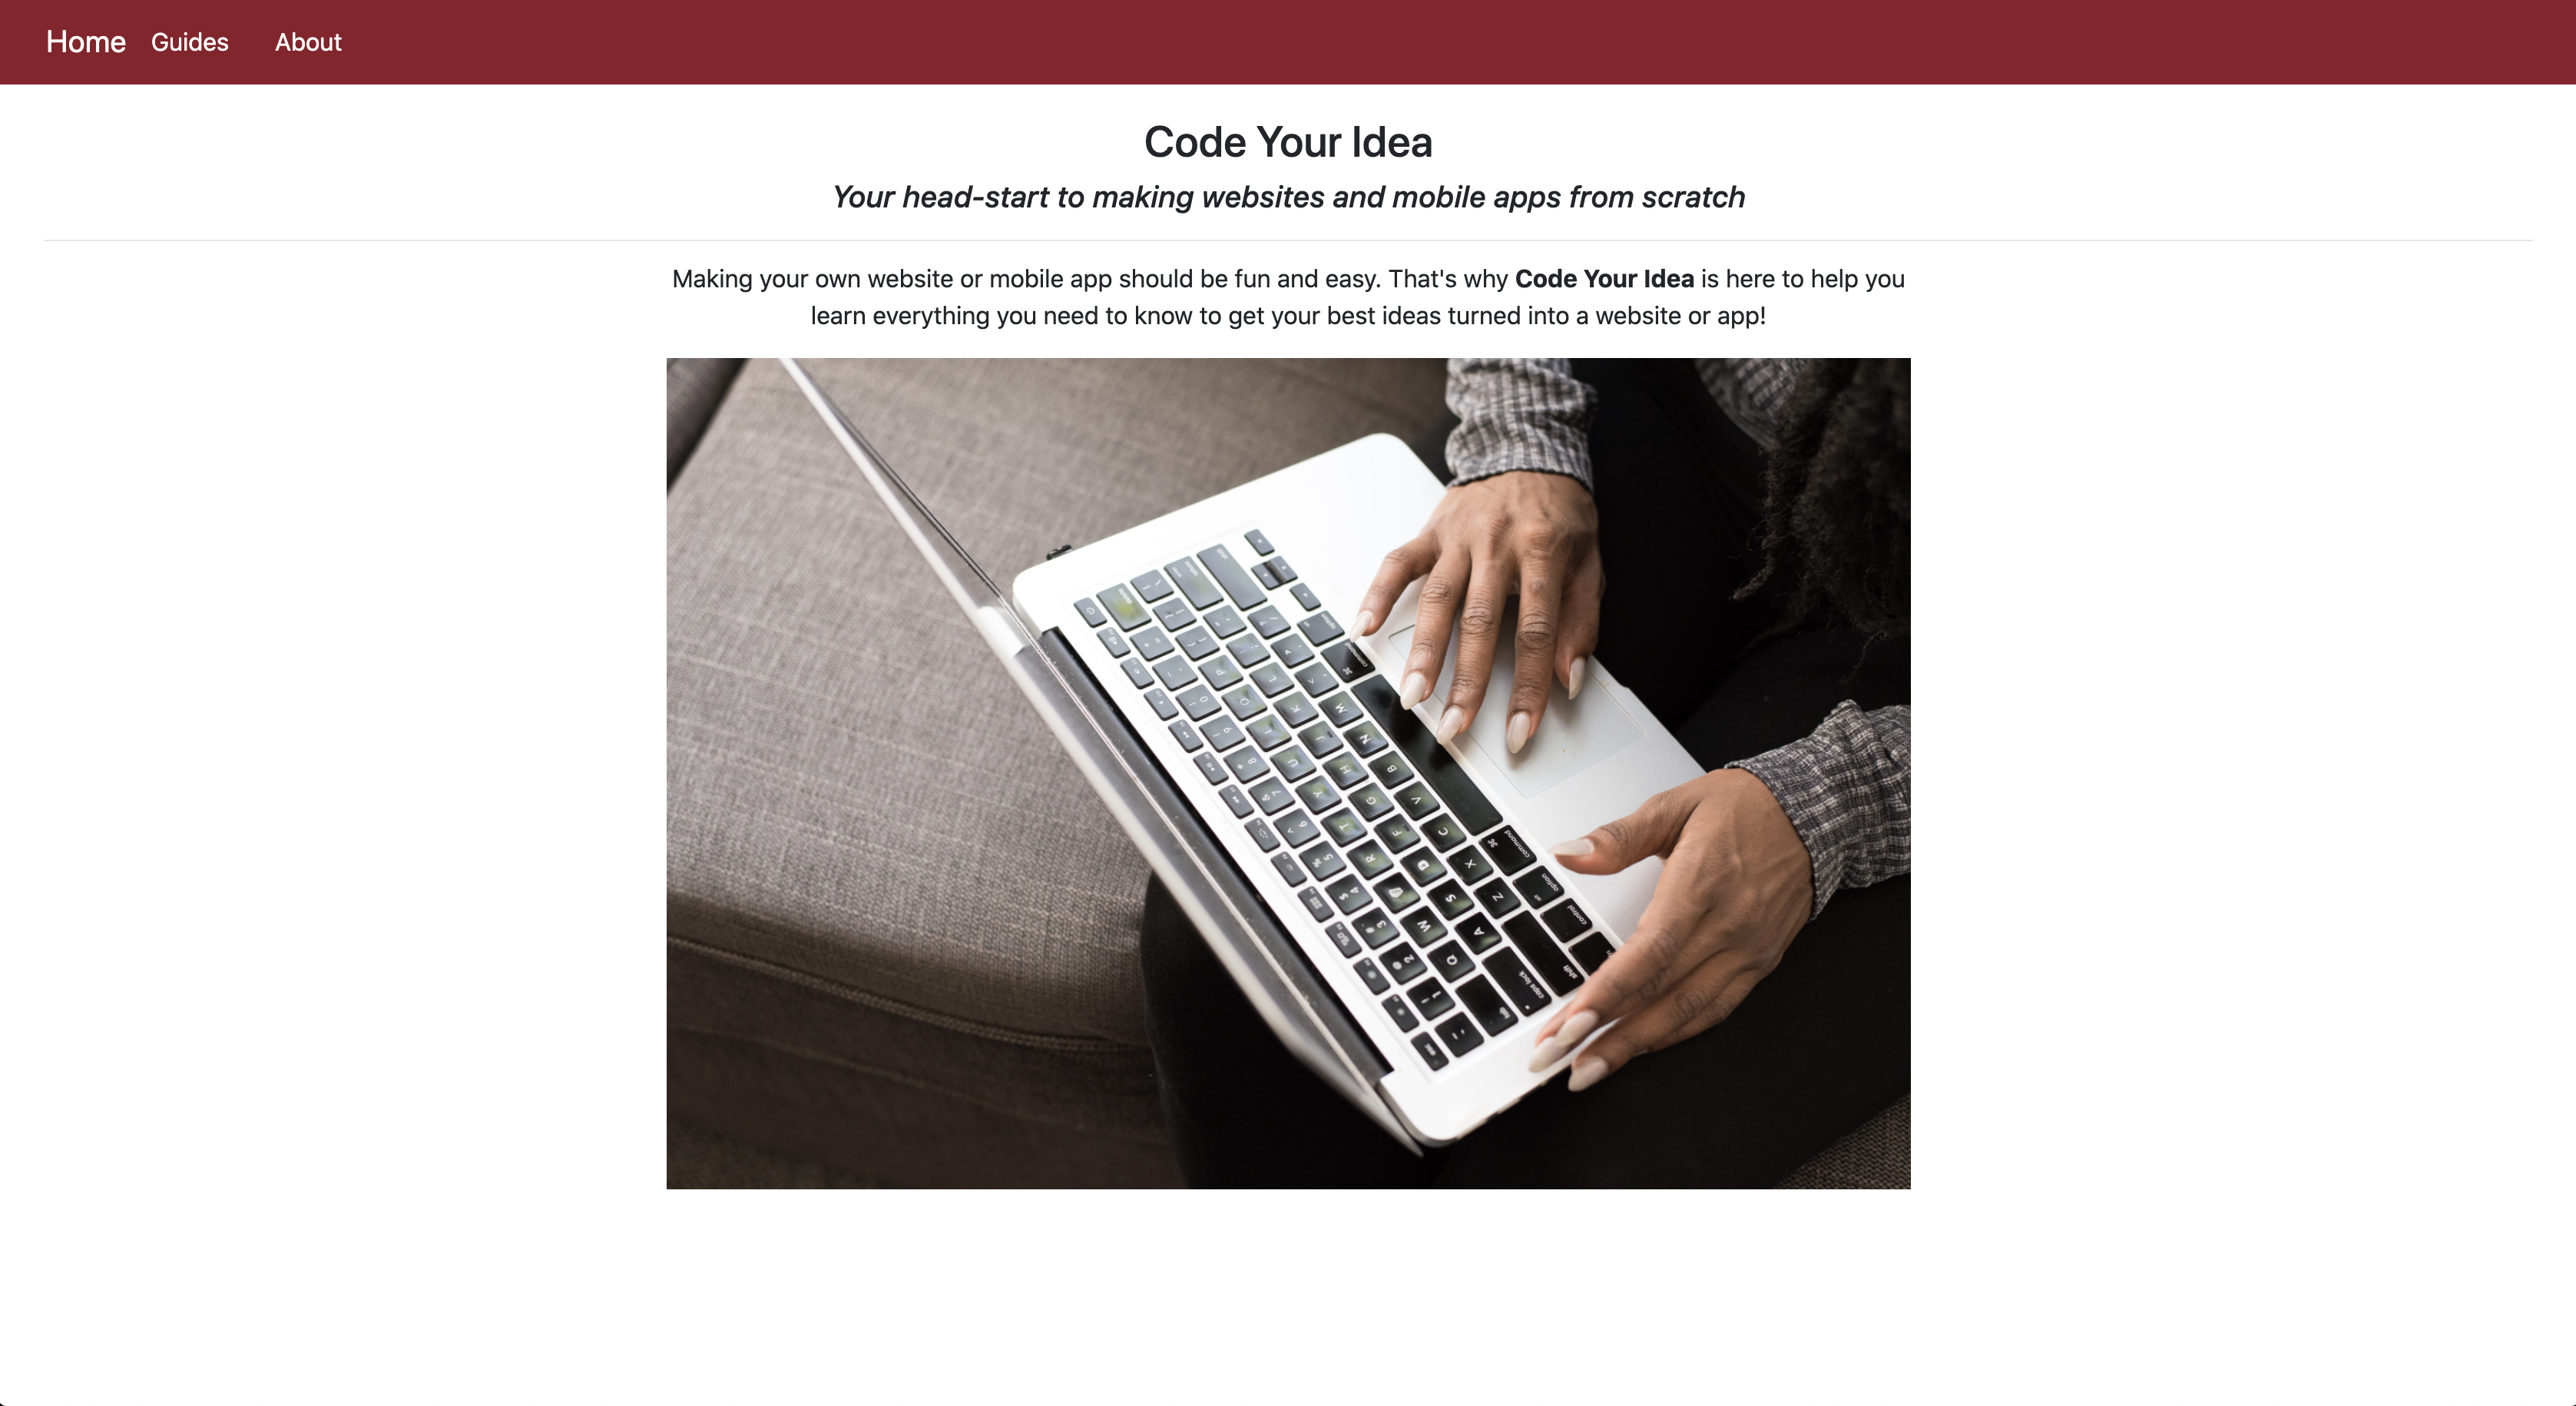 Home Guides About
Code Your Idea
Your head-start to making websites and mobile apps from scratch
Making your own website or mobile app should be fun and easy. That's why Code Your Idea is here to help you
learn everything you need to know to get your best ideas turned into a website or app!